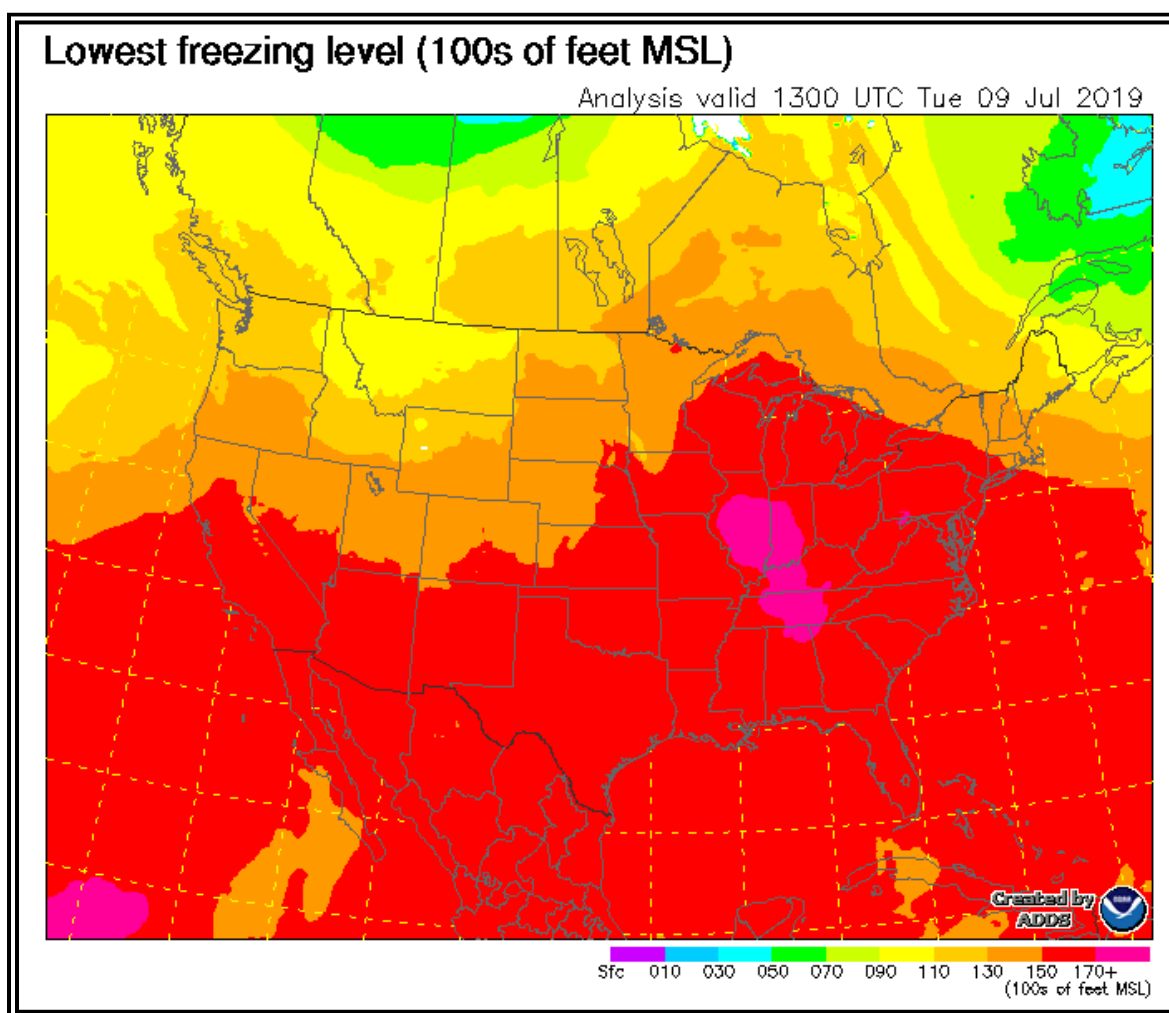 Lowest freezing level (100s of feet MSL)
Analysis valid 1300 UTC Tue 09 Jul 2019
Created by
ADDS
Sfc 010 030 050 070 090 110 130 150 170+
(100s of feet MSL)